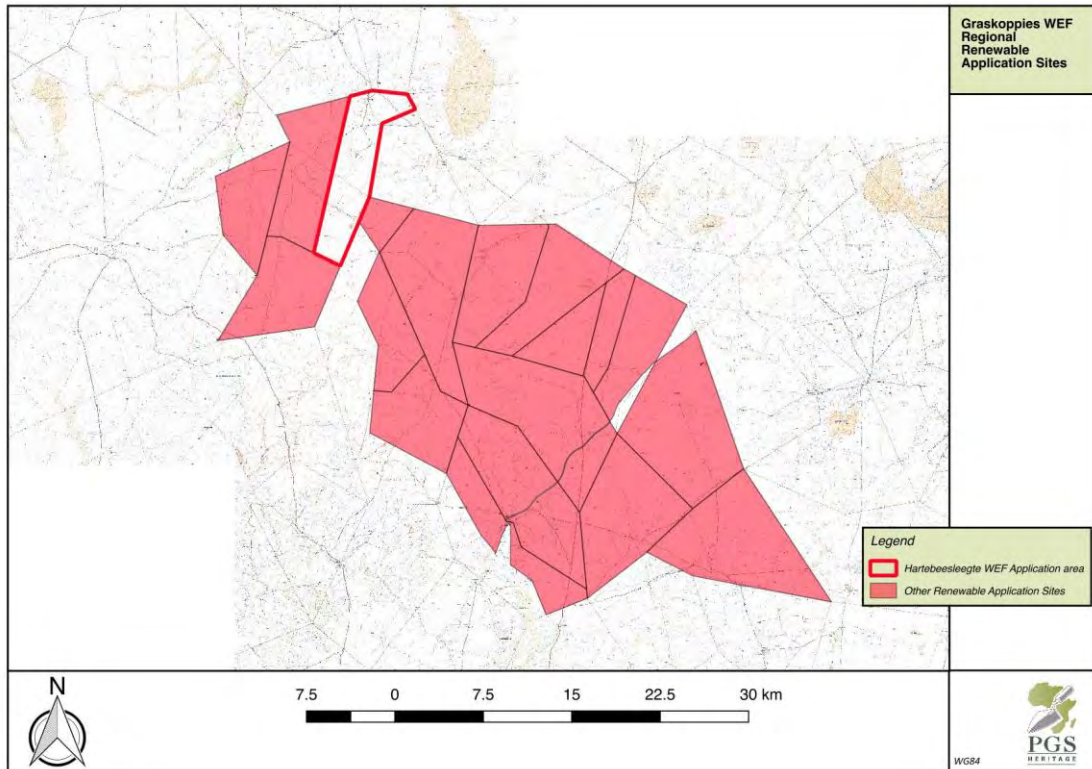 Graskoppies WEF
Regional
Renewable
Application Sites
Legend
Hartebeesleegte WEF Application area
Other Renewable Application Sites
N
7.5 0 7.5 15 22.5 30 km
WG84
PGS
HERITAGE